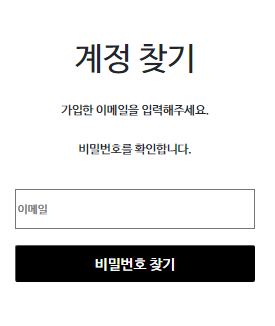 계정 찾기
가입한 이메일을 입력해주세요.
비밀번호를 확인합니다.
이메일
비밀번호 찾기